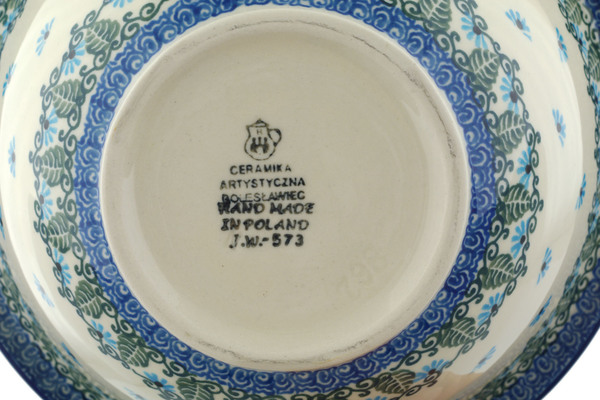 CERAMIKA
ARTYSTYCZNA
BOLESŁAWIEC
HAND MADE
IN POLAND
J.W.-573